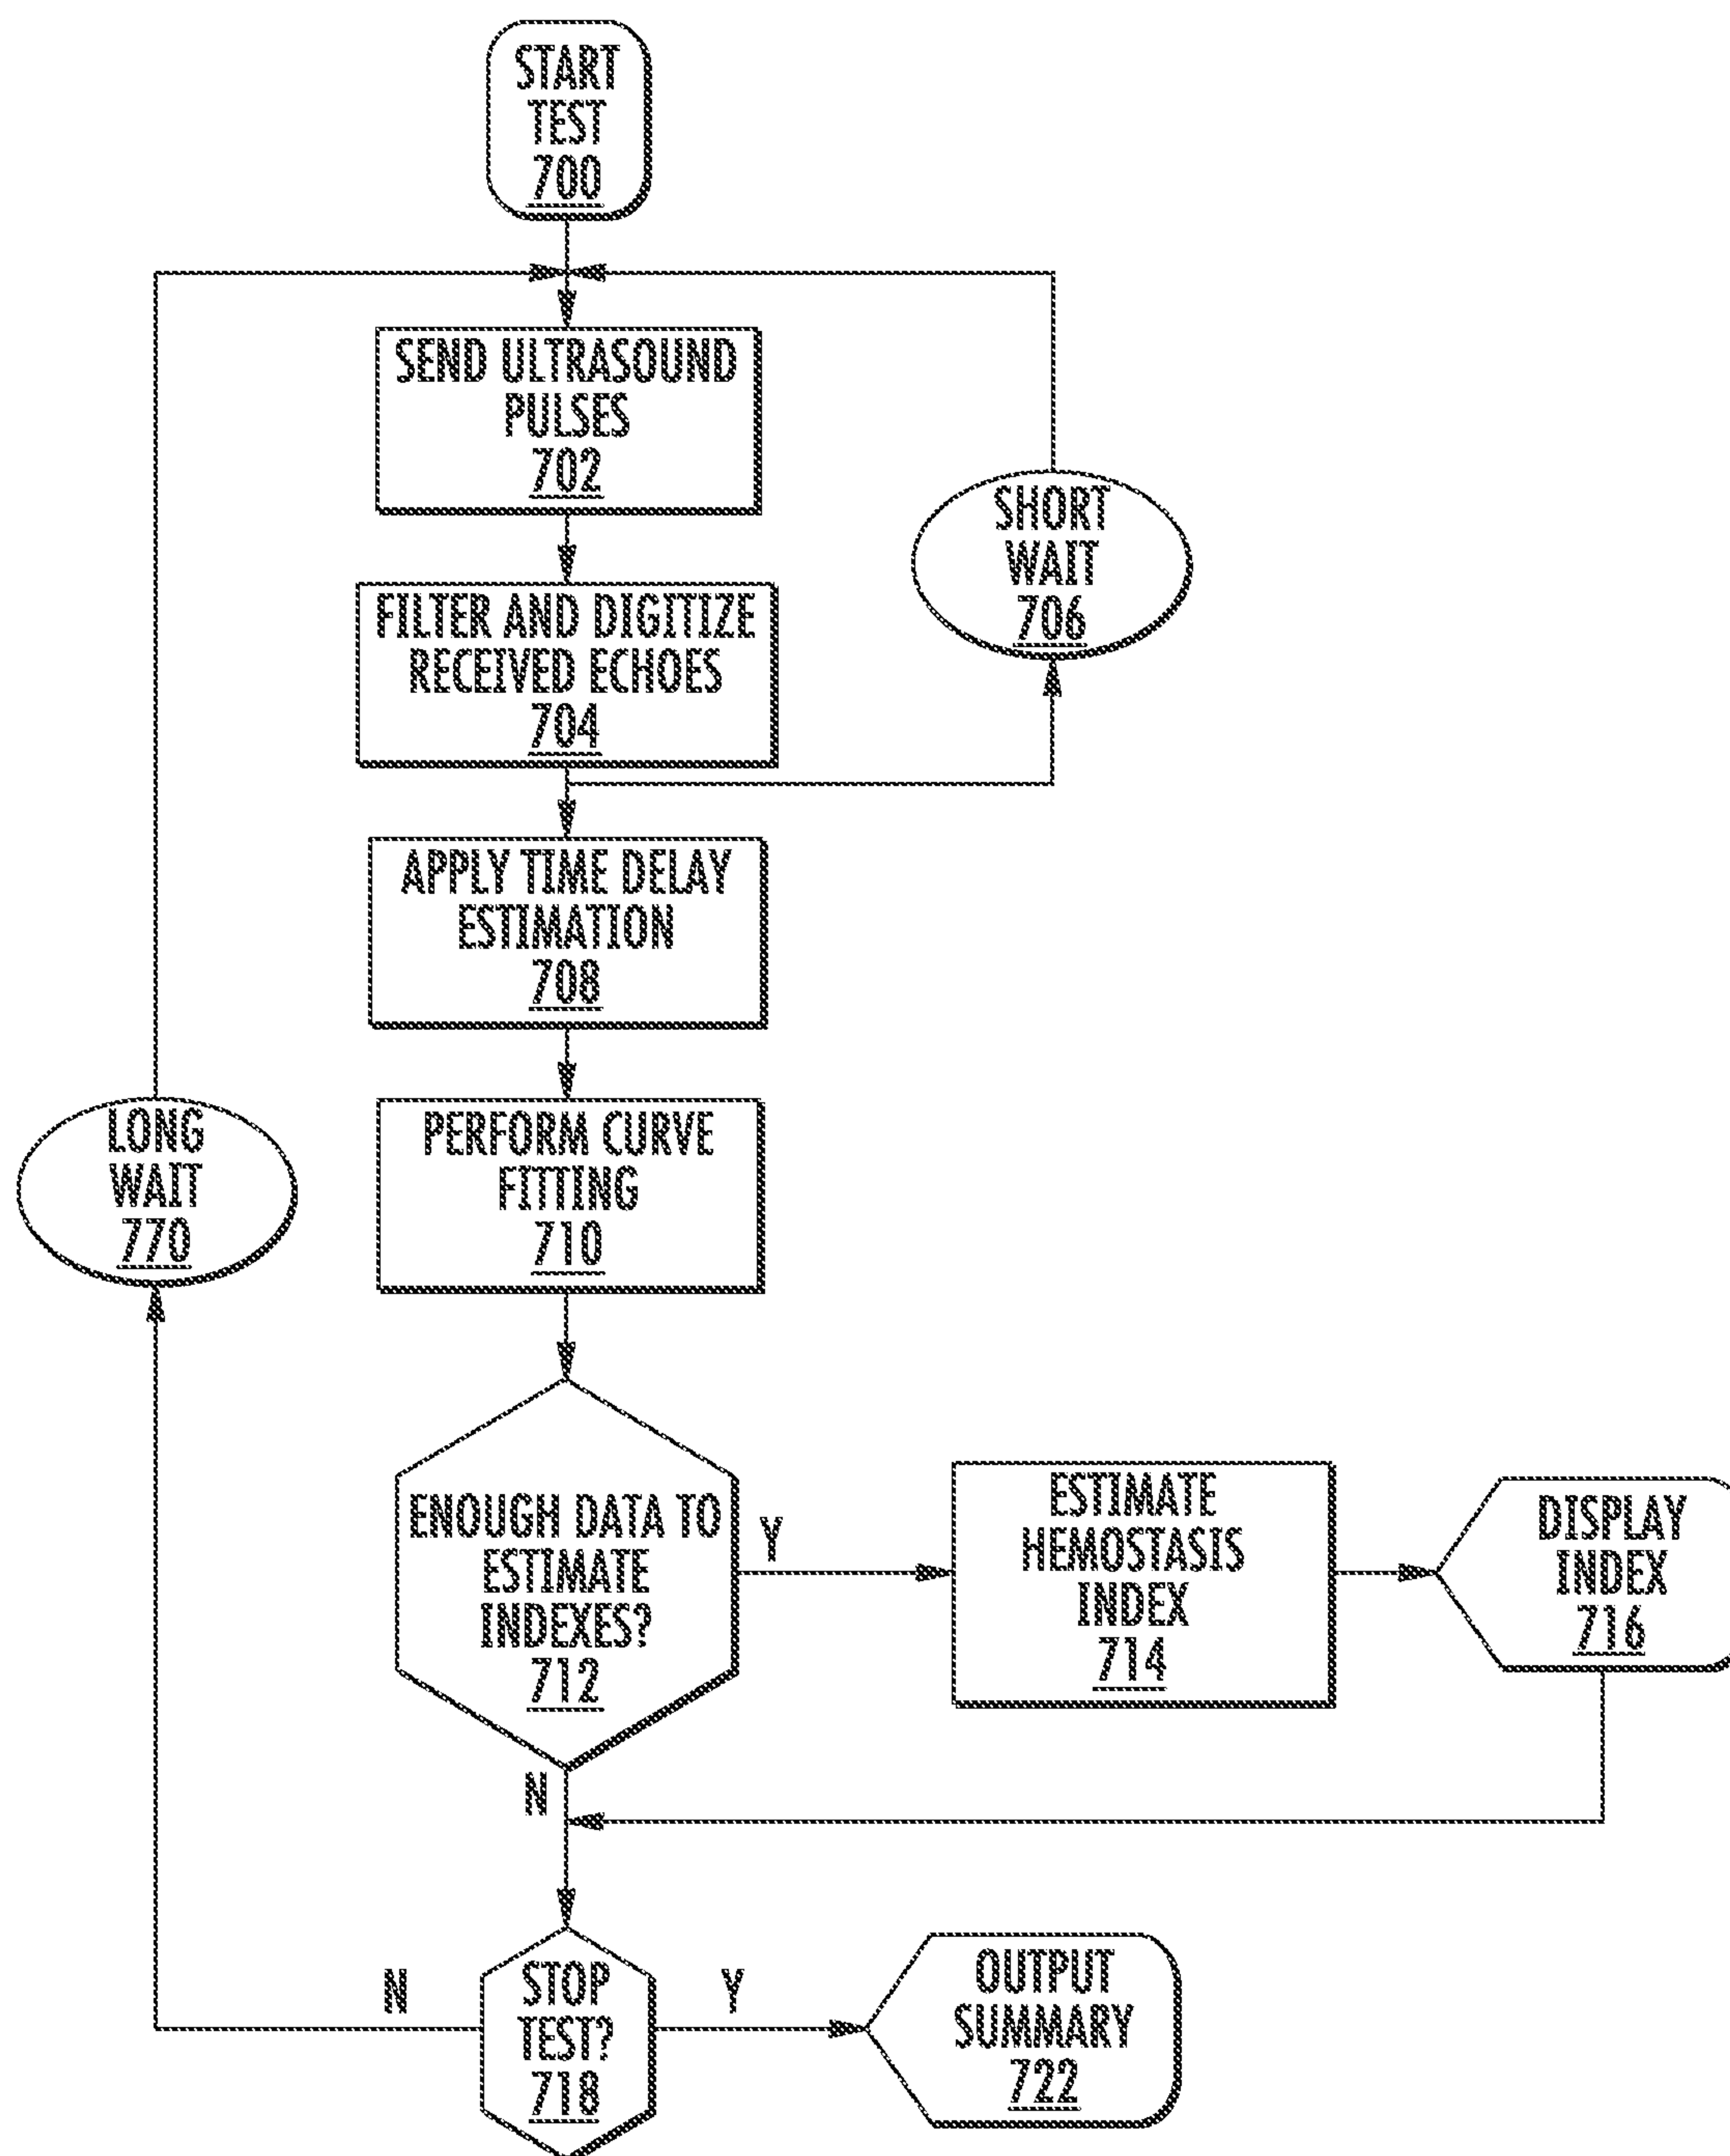 START
TEST
700
SEND ULTRASOUND
PULSES
702
SHORT
WAIT
706
FILTER AND DIGITIZE
RECEIVED ECHOES
704
APPLY TIME DELAY
ESTIMATION
708
PERFORM CURVE
FITTING
710
LONG
WAIT
770
ENOUGH DATA TO
ESTIMATE
INDEXES?
712
Y
ESTIMATE
HEMOSTASIS
INDEX
714
DISPLAY
INDEX
716
N
N
STOP
TEST?
718
Y
OUTPUT
SUMMARY
722